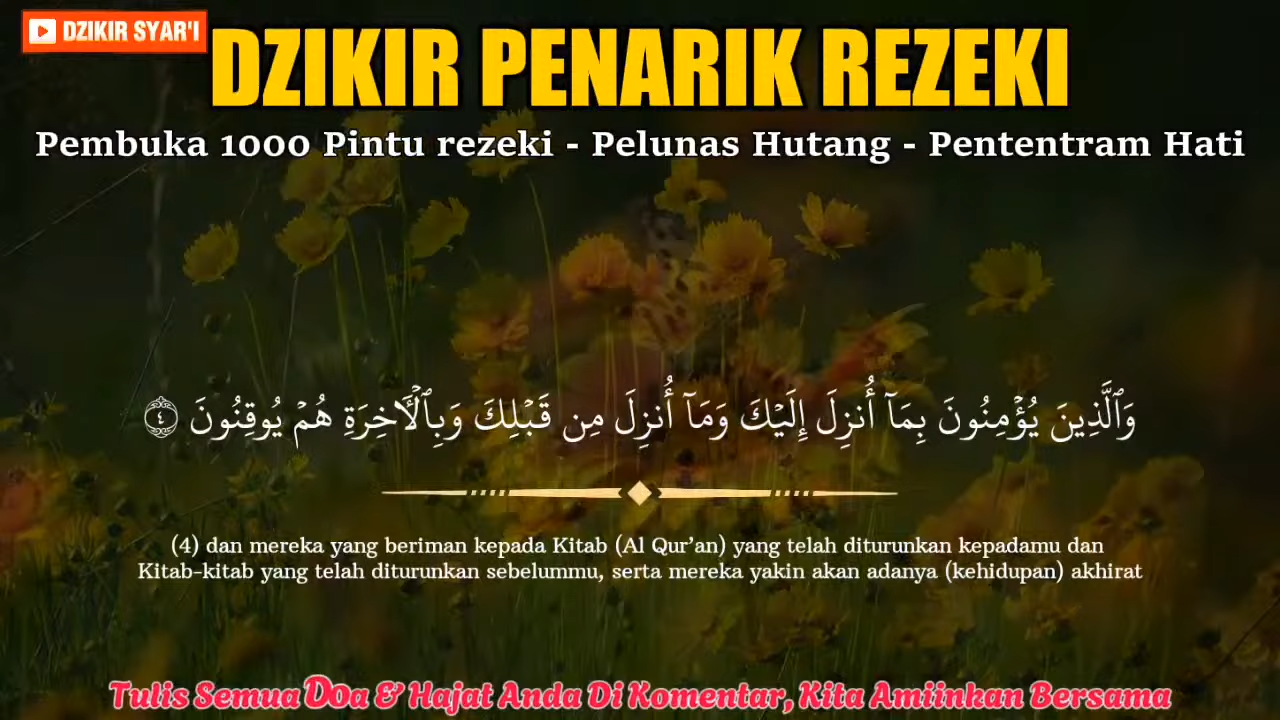 DZIKIR SYAR'I
DZIKIR PENARIK REZEKI
Pembuka 1000 Pintu rezeki - Pelunas Hutang - Pententram Hati
وَٱلَّذِينَ يُؤْمِنُونَ بِمَآ أُنزِلَ إِلَيْكَ وَمَآ أُنزِلَ مِن قَبْلِكَ وَبِٱلْـَٔاخِرَةِ هُمْ يُوقِنُونَ ٤
(4) dan mereka yang beriman kepada Kitab (Al Qur’an) yang telah diturunkan kepadamu dan
Kitab-kitab yang telah diturunkan sebelummu, serta mereka yakin akan adanya (kehidupan) akhirat
Tulis Semua Doa & Hajat Anda Di Komentar, Kita Amiinkan Bersama